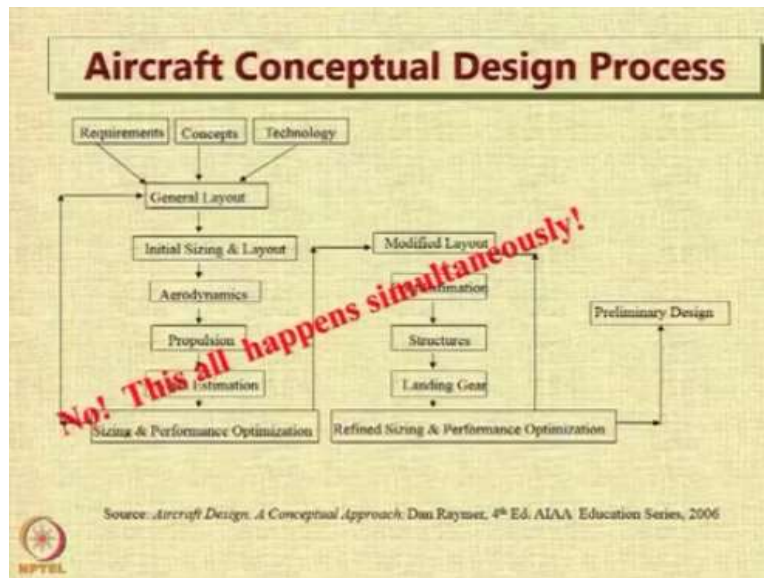 Aircraft Conceptual Design Process
Requirements
Concepts
Technology
General Layout
Initial Sizing & Layout
Aerodynamics
Propulsion
Estimation
Sizing & Performance Optimization
Modified Layout
Structures
Landing Gear
Refined Sizing & Performance Optimization
Preliminary Design
No! This all happens simultaneously!
Source: Aircraft Design: A Conceptual Approach: Dan Raymer, 4th Ed. AIAA Education Series, 2006
NPTEL